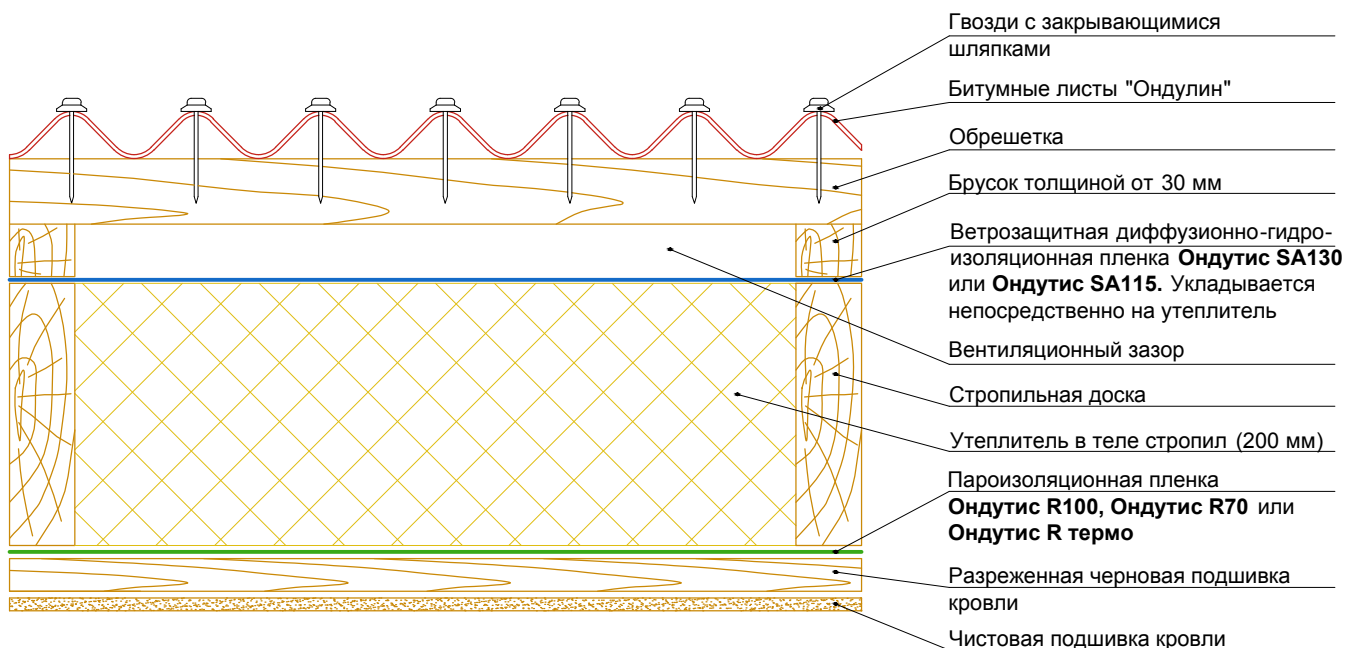 Гвозди с закрывающимися
шляпками
Битумные листы "Ондулин"
Обрешетка
Брусок толщиной от 30 мм
Ветрозащитная диффузионно-гидро-
изоляционная пленка Ондутис SA130
или Ондутис SA115. Укладывается
непосредственно на утеплитель
Вентиляционный зазор
Стропильная доска
Утеплитель в теле стропил (200 мм)
Пароизоляционная пленка
Ондутис R100, Ондутис R70 или
Ондутис R термо
Разреженная черновая подшивка
кровли
Чистовая подшивка кровли